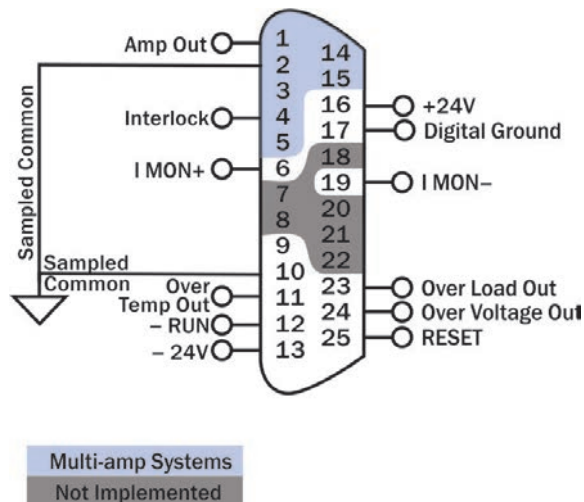 Amp Out
1
14
2
15
3
16
+24V
Interlock
4
17
Digital Ground
5
18
I MON+
6
19
I MON–
7
20
8
21
9
22
Sampled Common
Sampled
Common
10
23
Over Load Out
Over
Temp Out
11
24
Over Voltage Out
– RUN
12
25
RESET
– 24V
13
Multi-amp Systems
Not Implemented